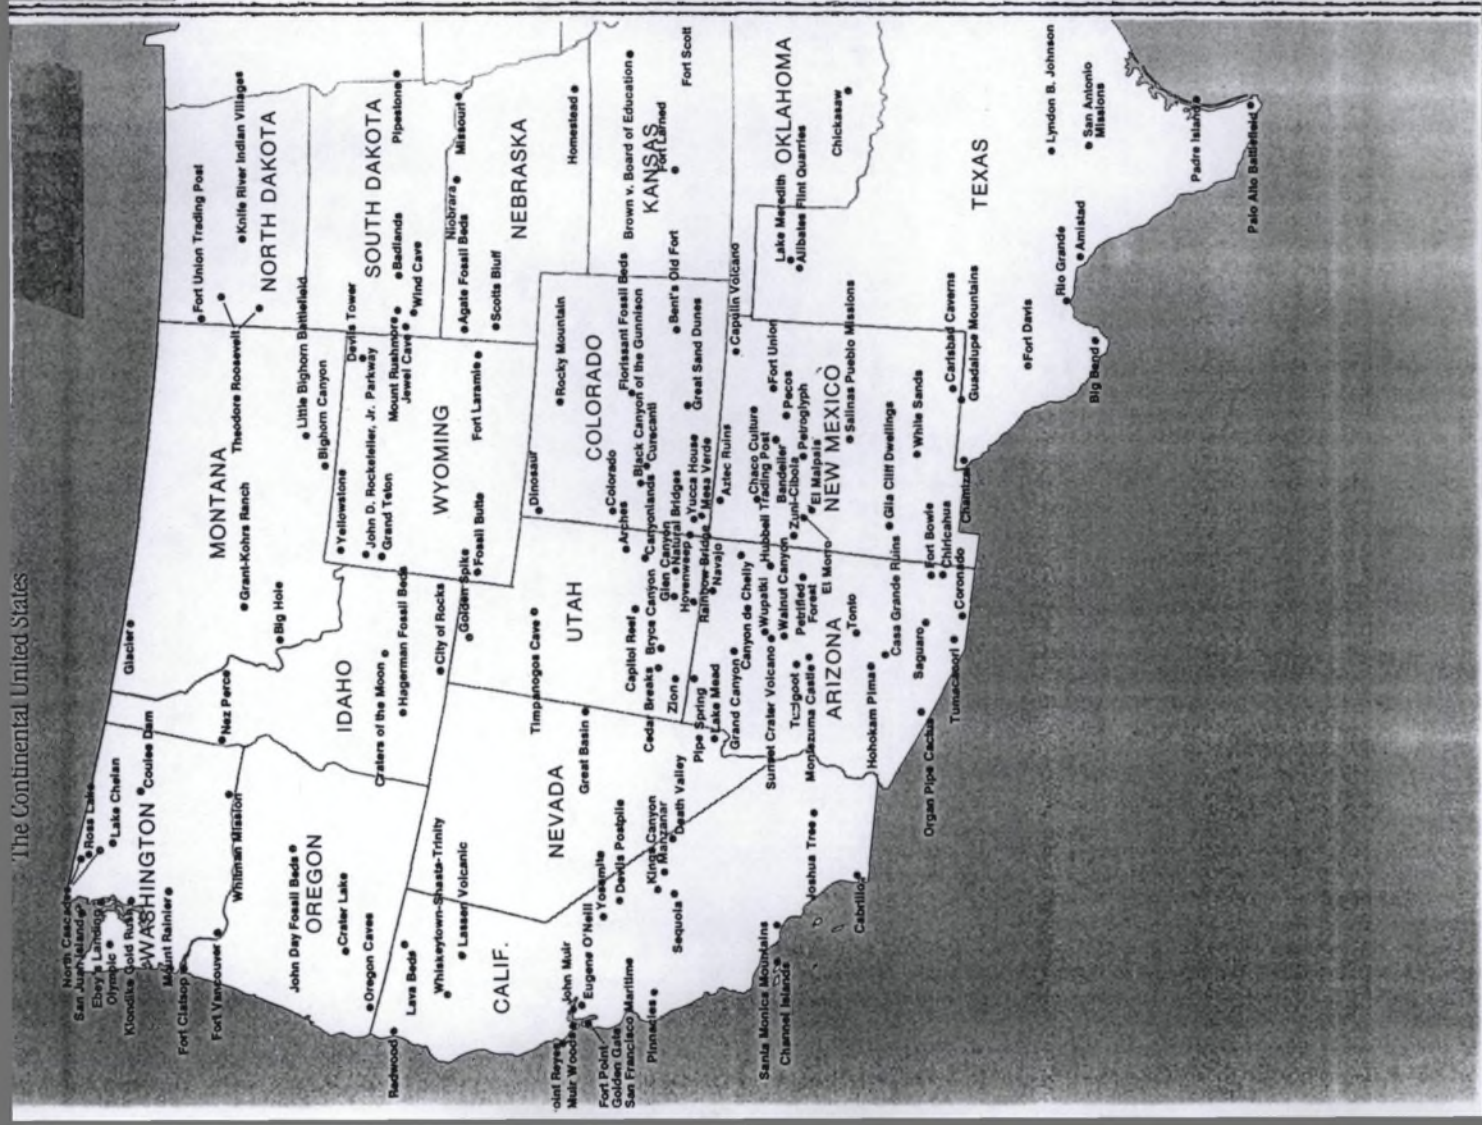 The Continental United States
North Cascades
San Juan Island
Ebey's Landing
Olympic
Klondike Gold Rush
WASHINGTON
Mount Rainier
Ross Lake
Lake Chelan
Coulee Dam
Fort Clatsop
Fort Vancouver
Whitman Mission
Nez Perce
John Day Fossil Beds
OREGON
Crater Lake
Oregon Caves
Glacier
MONTANA
Grant-Kohrs Ranch
Big Hole
Little Bighorn Battlefield
Bighorn Canyon
Fort Union Trading Post
Theodore Roosevelt
Knife River Indian Villages
NORTH DAKOTA
IDAHO
Craters of the Moon
Hagerman Fossil Beds
City of Rocks
Yellowstone
John D. Rockefeller, Jr. Parkway
Grand Teton
Devils Tower
WYOMING
Fort Laramie
Fossil Butte
SOUTH DAKOTA
Pipestone
Badlands
Mount Rushmore
Jewel Cave
Wind Cave
Missouri
Niobrara
Agate Fossil Beds
Scotts Bluff
NEBRASKA
Homestead
Redwood
Lava Beds
Whiskeytown-Shasta-Trinity
Lassen Volcanic
CALIF.
Point Reyes
Muir Woods
John Muir
Eugene O'Neill
Fort Point
Golden Gate
San Francisco Maritime
Pinnacles
Yosemite
Devils Postpile
Kings Canyon
Manzanar
Sequoia
Death Valley
Santa Monica Mountains
Channel Islands
Joshua Tree
Cabrillo
NEVADA
Great Basin
Golden Spike
Timpanogos Cave
UTAH
Dinosaur
Arches
Canyonlands
Capitol Reef
Bryce Canyon
Glen Canyon
Natural Bridges
Hovenweep
Rainbow Bridge
Cedar Breaks
Zion
Rocky Mountain
COLORADO
Colorado
Florissant Fossil Beds
Black Canyon of the Gunnison
Curecanti
Bent's Old Fort
Great Sand Dunes
Yucca House
Mesa Verde
Brown v. Board of Education
KANSAS
Fort Larned
Fort Scott
Pipe Spring
Lake Mead
Navajo
Grand Canyon
Canyon de Chelly
Hubbell Trading Post
Wupatki
Sunset Crater Volcano
Walnut Canyon
Petrified
Forest
Montezuma Castle
ARIZONA
Tonto
Hohokam Pima
Casa Grande Ruins
Saguaro
Organ Pipe Cactus
Tumacacori
Coronado
Chiricahua
Fort Bowie
Aztec Ruins
Chaco Culture
Capulin Volcano
Fort Union
Pecos
Bandelier
Petroglyph
Zuni-Cibola
El Malpais
El Morro
NEW MEXICO
Salinas Pueblo Missions
Gila Cliff Dwellings
White Sands
Carlsbad Caverns
Guadalupe Mountains
Chamizal
Lake Meredith
Alibates Flint Quarries
OKLAHOMA
Chickasaw
TEXAS
Fort Davis
Big Bend
Rio Grande
Amistad
Lyndon B. Johnson
San Antonio
Missions
Padre Island
Palo Alto Battlefield